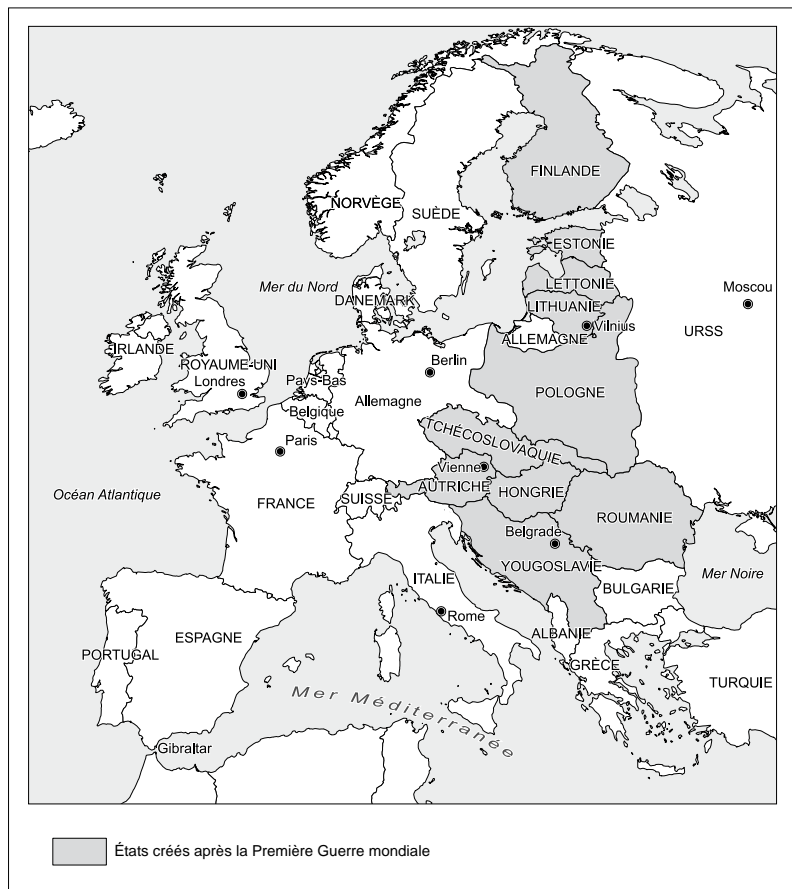 FINLANDE
NORVÈGE
SUÈDE
ESTONIE
Mer du Nord
LETTONIE
Moscou
DANEMARK
LITHUANIE
Vilnius
URSS
IRLANDE
ALLEMAGNE
ROYAUME-UNI
Londres
Berlin
Pays-Bas
POLOGNE
Allemagne
Belgique
TCHÉCOSLOVAQUIE
Paris
Vienne
Océan Atlantique
AUTRICHE
HONGRIE
SUISSE
FRANCE
ROUMANIE
Belgrade
YOUGOSLAVIE
Mer Noire
ITALIE
BULGARIE
Rome
ESPAGNE
ALBANIE
PORTUGAL
GRÈCE
TURQUIE
Mer Méditerranée
Gibraltar
États créés après la Première Guerre mondiale